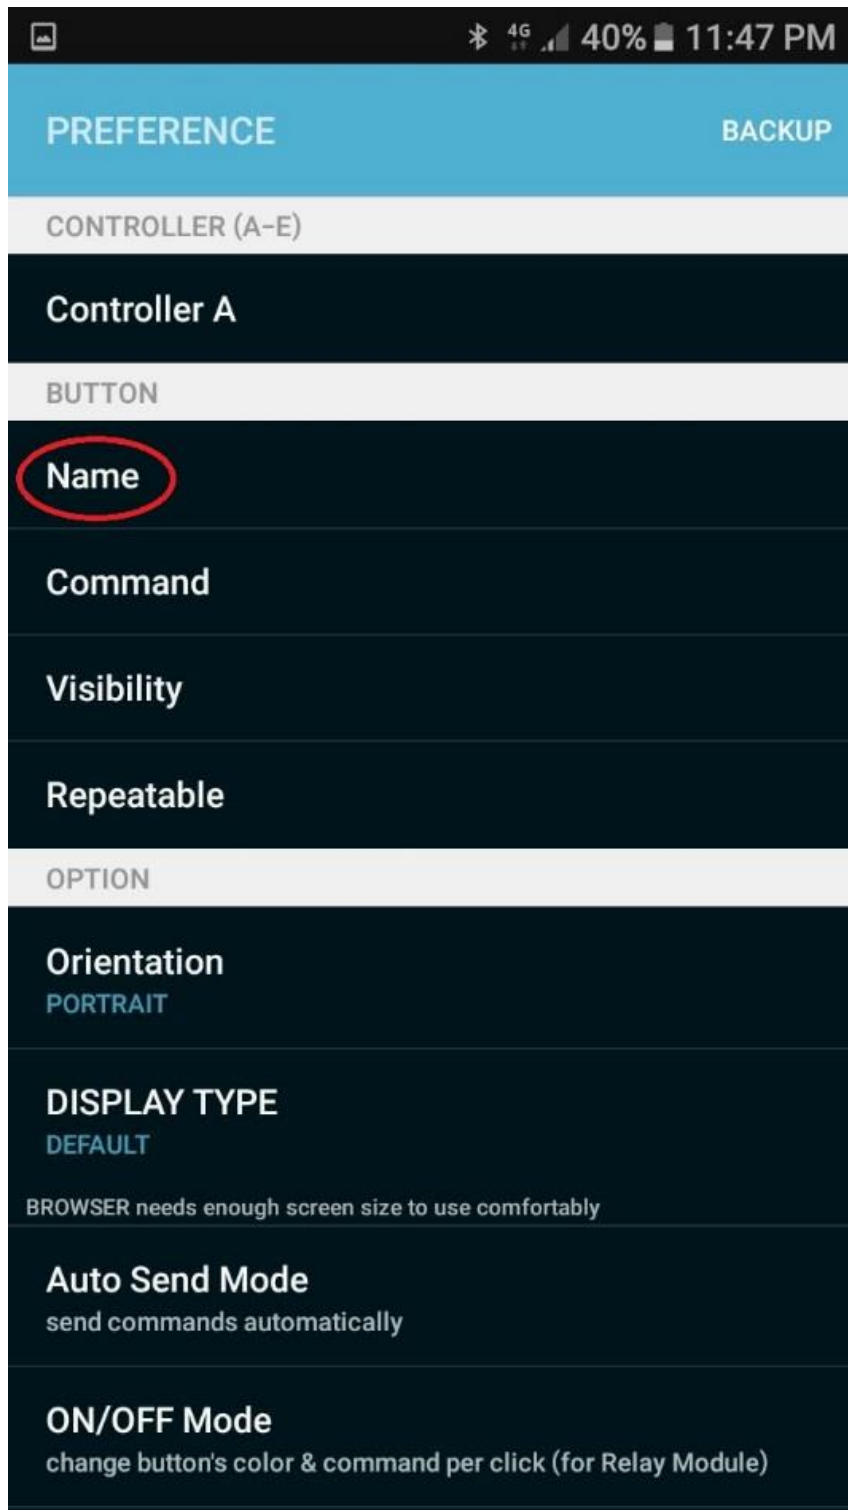 4G 40% 11:47 PM
PREFERENCE BACKUP
CONTROLLER (A-E)
Controller A
BUTTON
Name
Command
Visibility
Repeatable
OPTION
Orientation
PORTRAIT
DISPLAY TYPE
DEFAULT
BROWSER needs enough screen size to use comfortably
Auto Send Mode
send commands automatically
ON/OFF Mode
change button's color & command per click (for Relay Module)